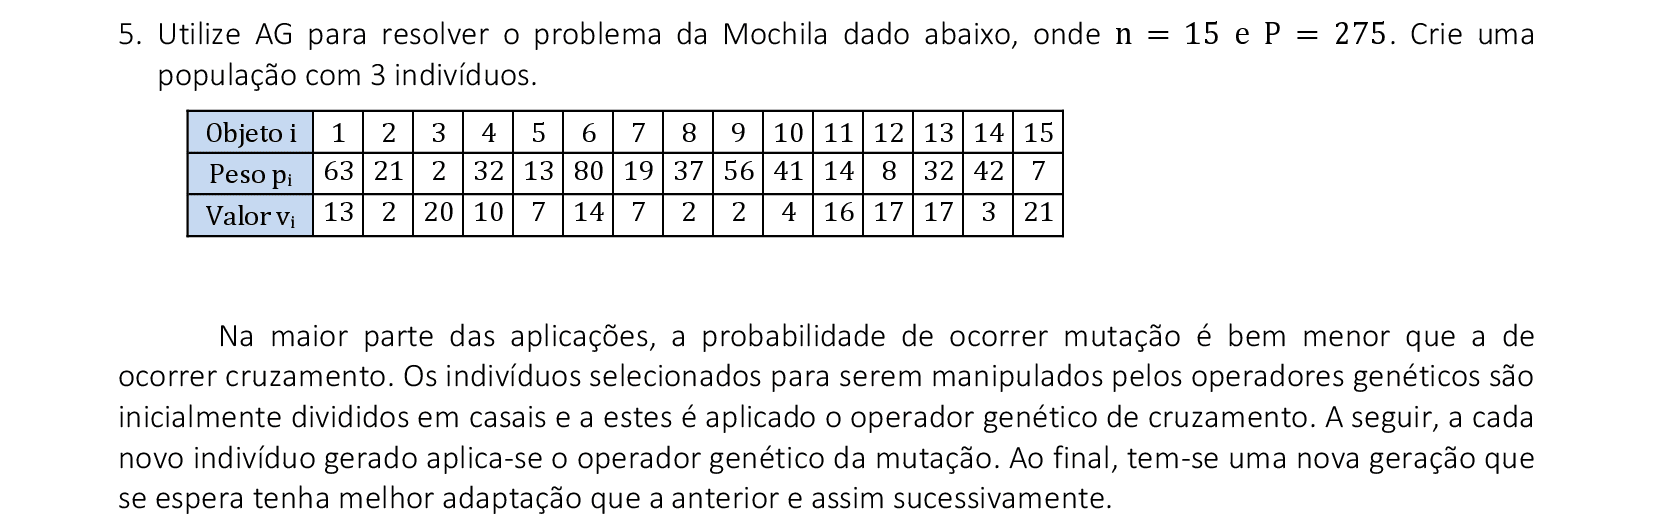 5. Utilize AG para resolver o problema da Mochila dado abaixo, onde n = 15 e P = 275. Crie uma
população com 3 indivíduos.
Objeto i 1 2 3 4 5 6 7 8 9 10 11 12 13 14 15
Peso pᵢ 63 21 2 32 13 80 19 37 56 41 14 8 32 42 7
Valor vᵢ 13 2 20 10 7 14 7 2 2 4 16 17 17 3 21
Na maior parte das aplicações, a probabilidade de ocorrer mutação é bem menor que a de
ocorrer cruzamento. Os indivíduos selecionados para serem manipulados pelos operadores genéticos são
inicialmente divididos em casais e a estes é aplicado o operador genético de cruzamento. A seguir, a cada
novo indivíduo gerado aplica-se o operador genético da mutação. Ao final, tem-se uma nova geração que
se espera tenha melhor adaptação que a anterior e assim sucessivamente.